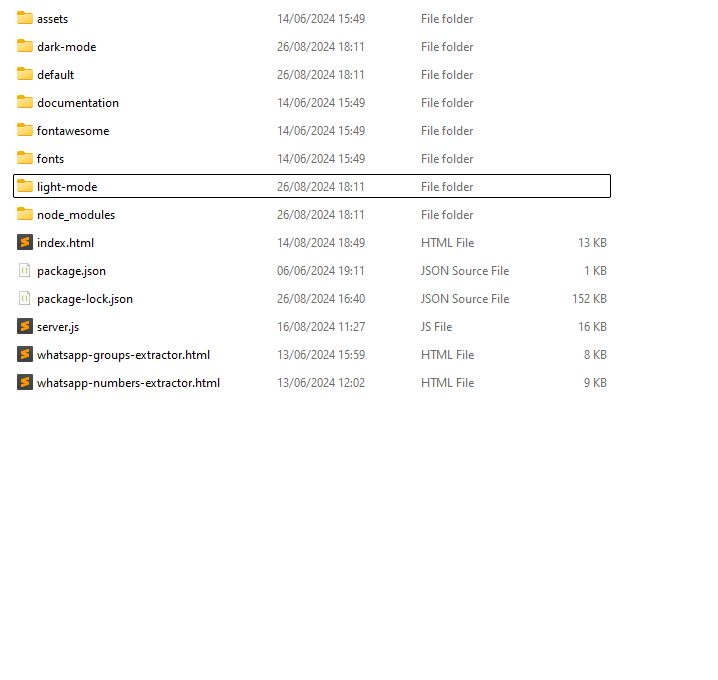 assets 14/06/2024 15:49 File folder
dark-mode 26/08/2024 18:11 File folder
default 26/08/2024 18:11 File folder
documentation 14/06/2024 15:49 File folder
fontawesome 14/06/2024 15:49 File folder
fonts 14/06/2024 15:49 File folder
light-mode 26/08/2024 18:11 File folder
node_modules 26/08/2024 18:11 File folder
index.html 14/08/2024 18:49 HTML File 13 KB
package.json 06/06/2024 19:11 JSON Source File 1 KB
package-lock.json 26/08/2024 16:40 JSON Source File 152 KB
server.js 16/08/2024 11:27 JS File 16 KB
whatsapp-groups-extractor.html 13/06/2024 15:59 HTML File 8 KB
whatsapp-numbers-extractor.html 13/06/2024 12:02 HTML File 9 KB